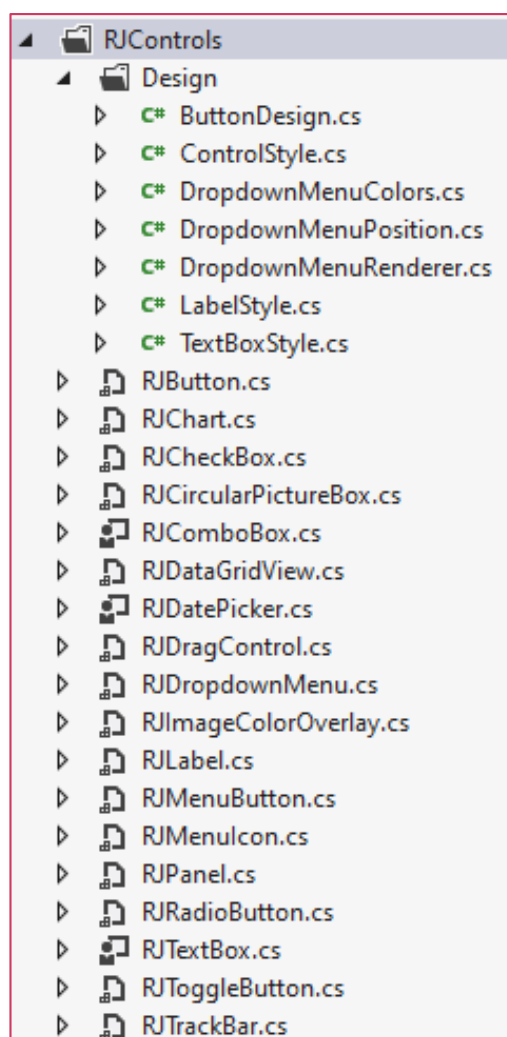 RJControls
Design
C# ButtonDesign.cs
C# ControlStyle.cs
C# DropdownMenuColors.cs
C# DropdownMenuPosition.cs
C# DropdownMenuRenderer.cs
C# LabelStyle.cs
C# TextBoxStyle.cs
RJButton.cs
RJChart.cs
RJCheckBox.cs
RJCircularPictureBox.cs
RJComboBox.cs
RJDataGridView.cs
RJDatePicker.cs
RJDragControl.cs
RJDropdownMenu.cs
RJImageColorOverlay.cs
RJLabel.cs
RJMenuButton.cs
RJMenuIcon.cs
RJPanel.cs
RJRadioButton.cs
RJTextBox.cs
RJToggleButton.cs
RJTrackBar.cs